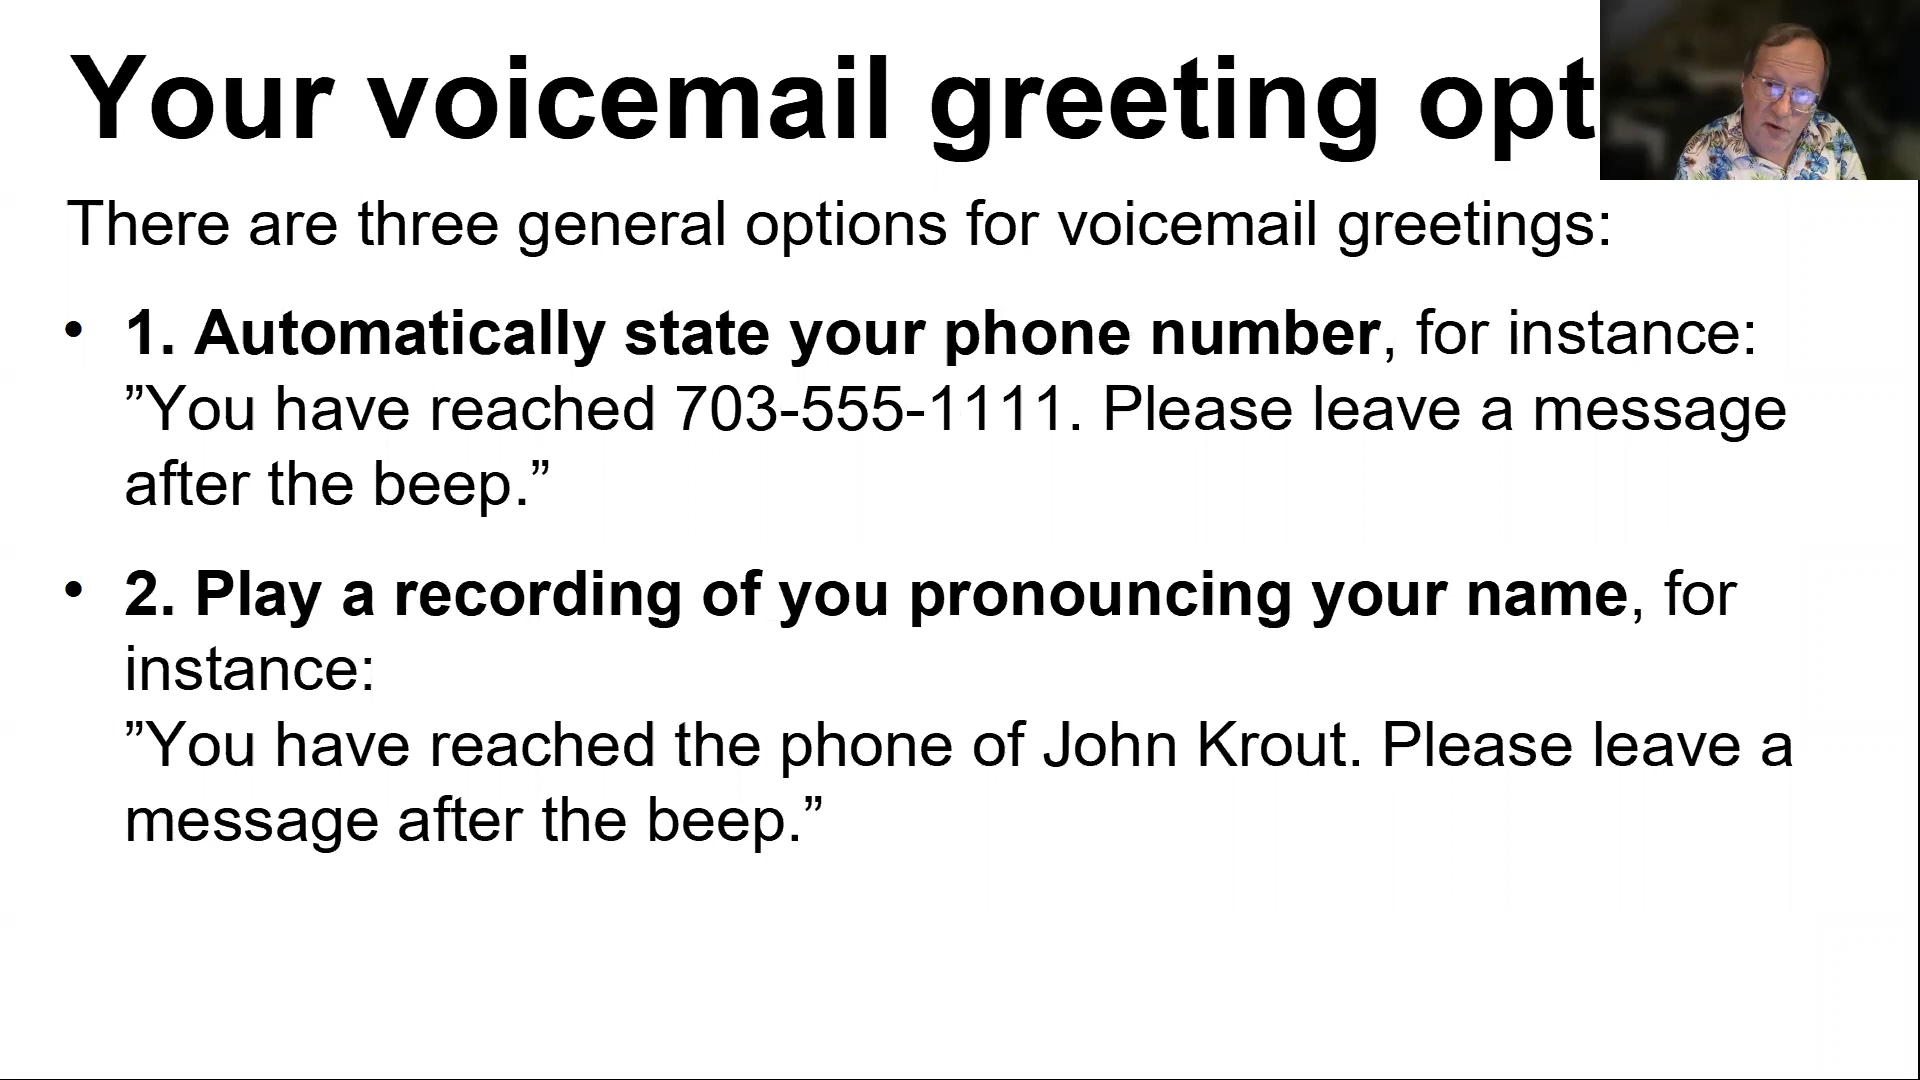 Your voicemail greeting opt
There are three general options for voicemail greetings:
• 1. Automatically state your phone number, for instance:
”You have reached 703-555-1111. Please leave a message
after the beep.”
• 2. Play a recording of you pronouncing your name, for
instance:
”You have reached the phone of John Krout. Please leave a
message after the beep.”